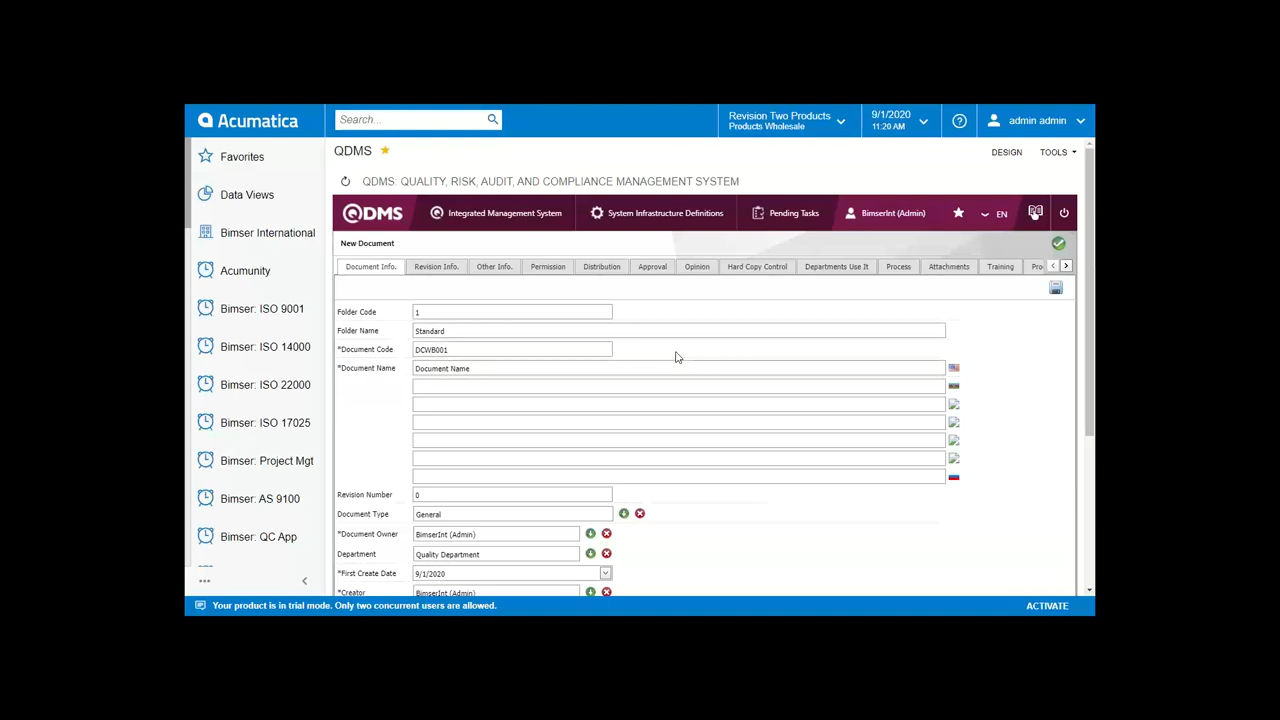 Acumatica
Search...
Revision Two Products
Products Wholesale
9/1/2020
11:20 AM
admin admin
Favorites
Data Views
Bimser International
Acumunity
Bimser: ISO 9001
Bimser: ISO 14000
Bimser: ISO 22000
Bimser: ISO 17025
Bimser: Project Mgt
Bimser: AS 9100
Bimser: QC App
QDMS
DESIGN
TOOLS
QDMS: QUALITY, RISK, AUDIT, AND COMPLIANCE MANAGEMENT SYSTEM
QDMS
Integrated Management System
System Infrastructure Definitions
Pending Tasks
BimserInt (Admin)
EN
New Document
Document Info.
Revision Info.
Other Info.
Permission
Distribution
Approval
Opinion
Hard Copy Control
Departments Use It
Process
Attachments
Training
Pro
Folder Code 1
Folder Name Standard
*Document Code DCWB001
*Document Name Document Name
Revision Number 0
Document Type General
*Document Owner BimserInt (Admin)
Department Quality Department
*First Create Date 9/1/2020
*Creator BimserInt (Admin)
Your product is in trial mode. Only two concurrent users are allowed.
ACTIVATE